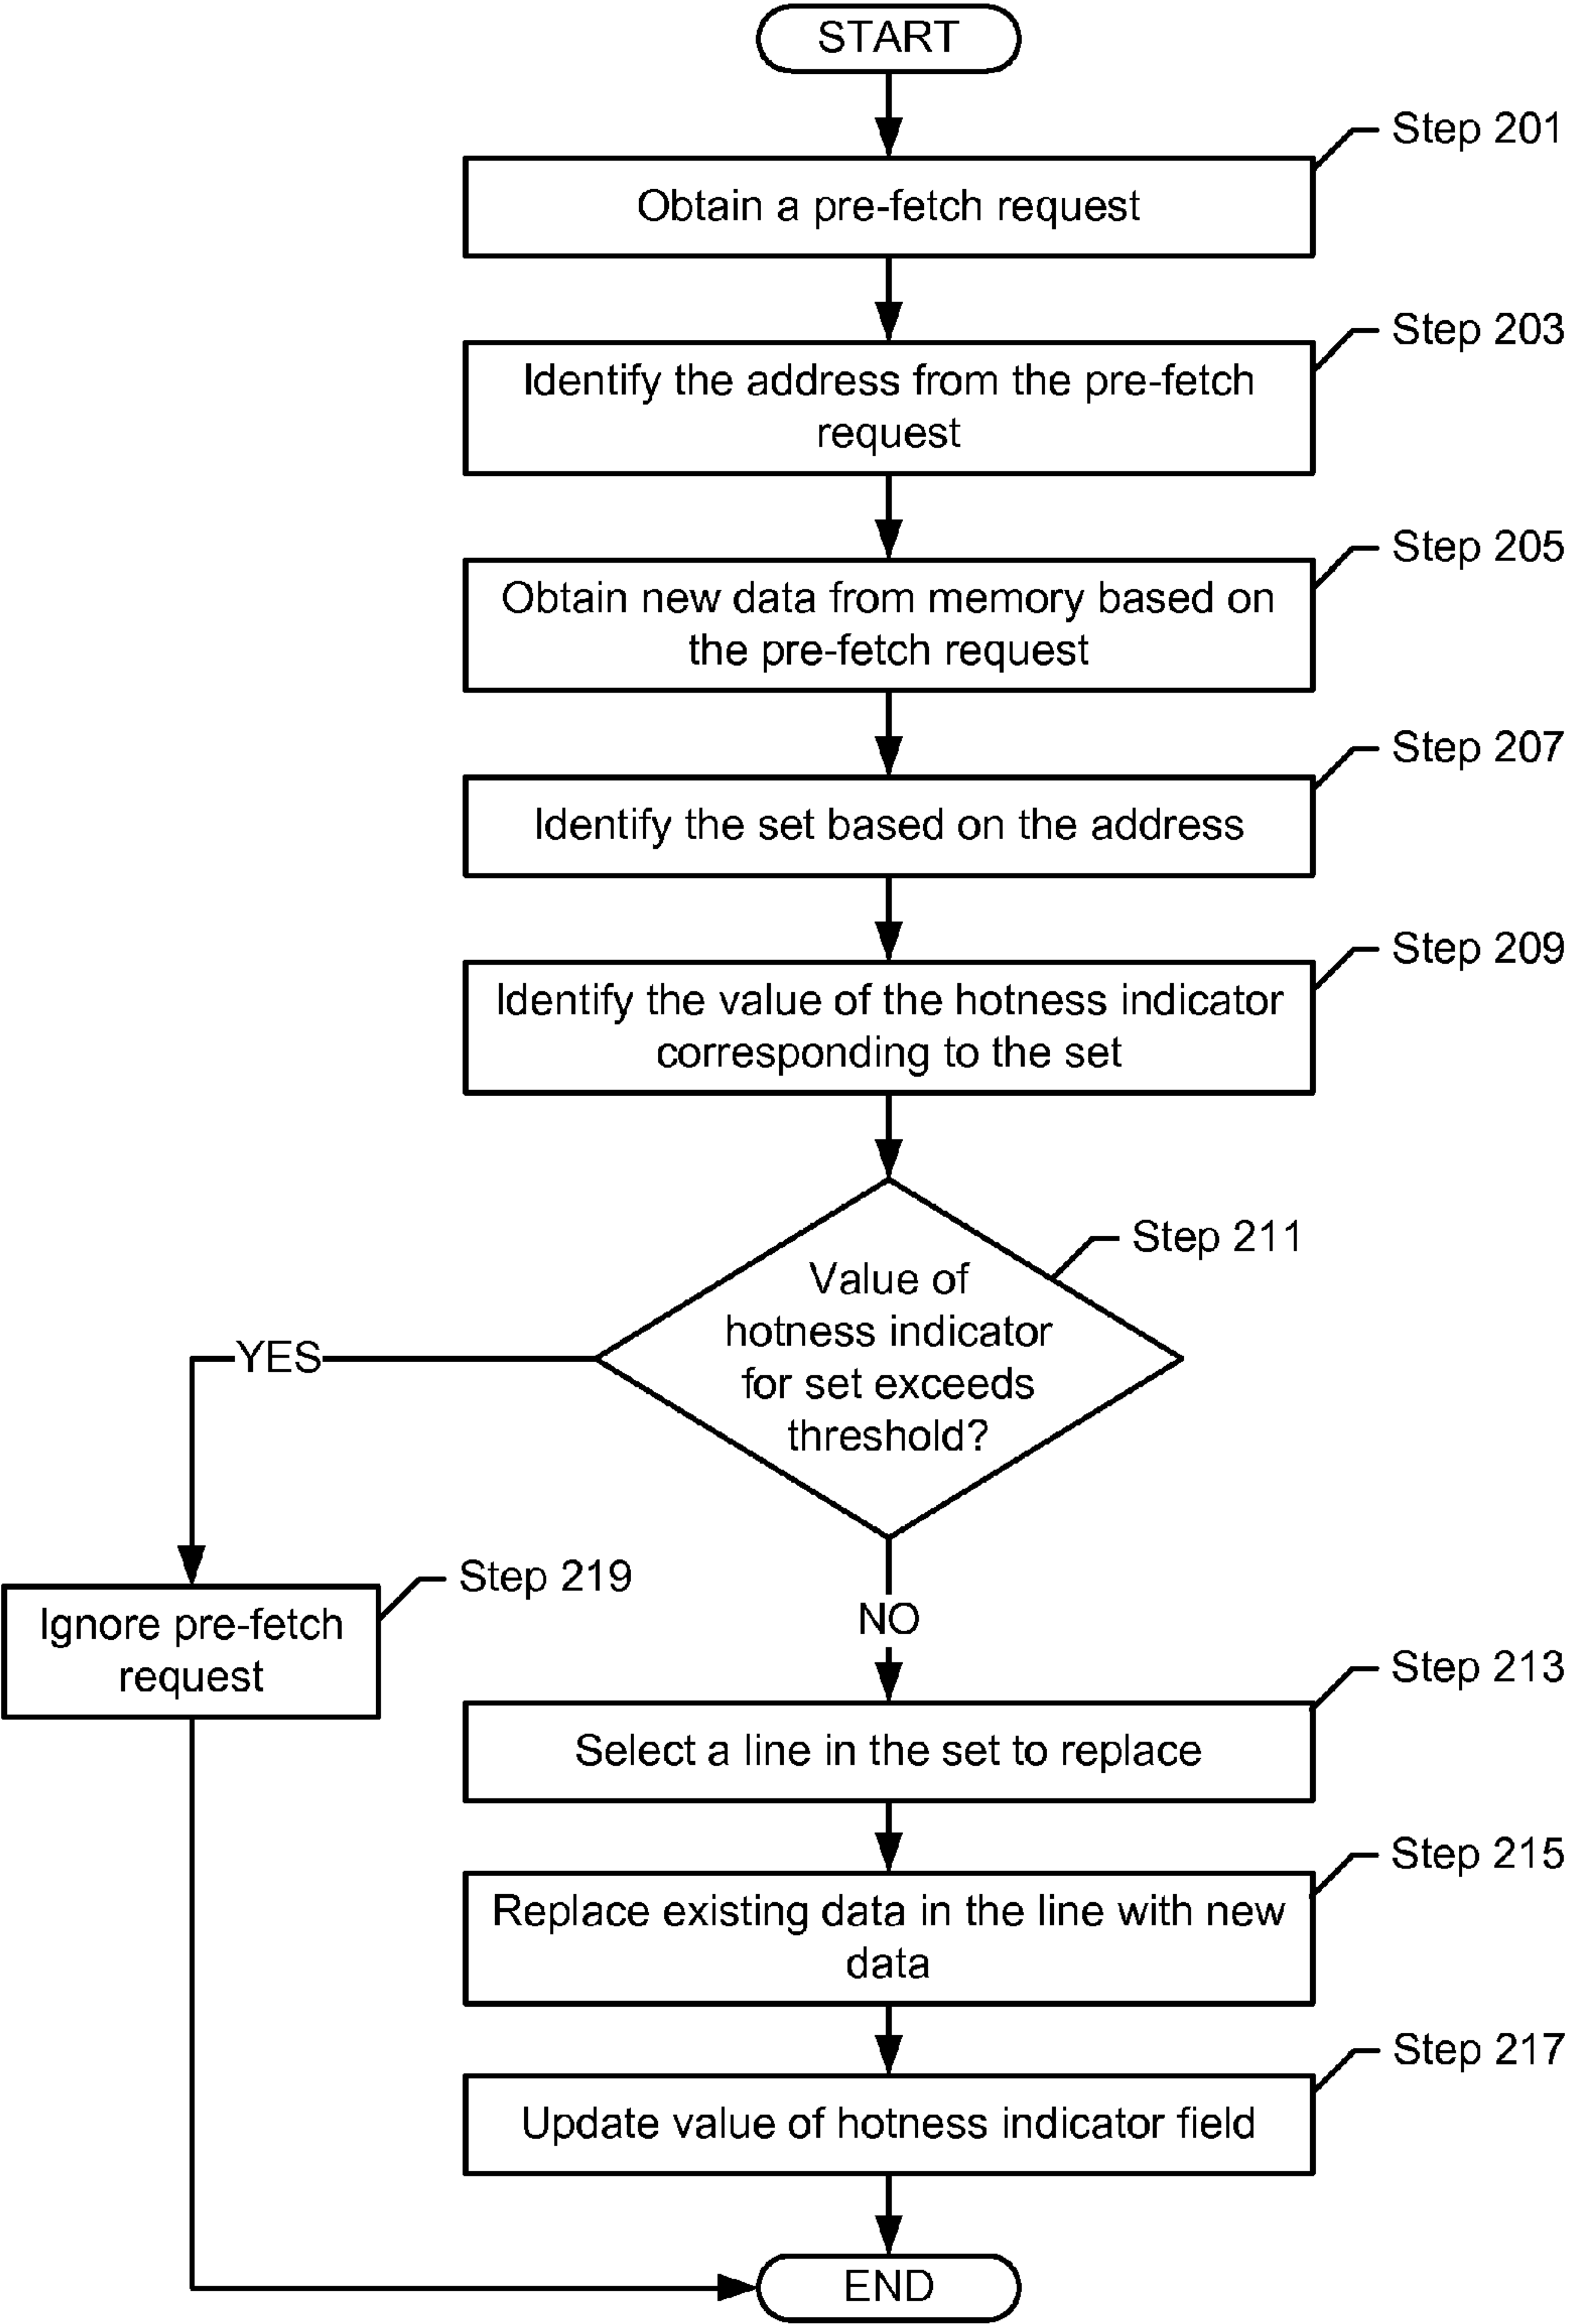 START
Step 201
Obtain a pre-fetch request
Step 203
Identify the address from the pre-fetch
request
Step 205
Obtain new data from memory based on
the pre-fetch request
Step 207
Identify the set based on the address
Step 209
Identify the value of the hotness indicator
corresponding to the set
Step 211
Value of
hotness indicator
for set exceeds
threshold?
YES
NO
Step 219
Ignore pre-fetch
request
Step 213
Select a line in the set to replace
Step 215
Replace existing data in the line with new
data
Step 217
Update value of hotness indicator field
END